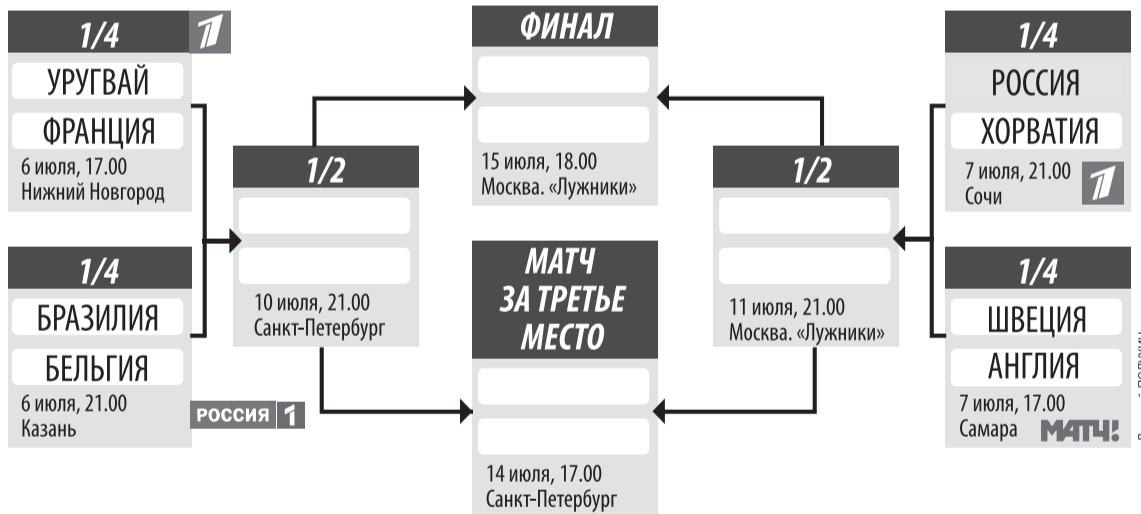 1/4
УРУГВАЙ
ФРАНЦИЯ
6 июля, 17.00
Нижний Новгород
1/4
БРАЗИЛИЯ
БЕЛЬГИЯ
6 июля, 21.00
Казань
РОССИЯ 1
1/2
10 июля, 21.00
Санкт-Петербург
ФИНАЛ
15 июля, 18.00
Москва. «Лужники»
МАТЧ
ЗА ТРЕТЬЕ
МЕСТО
14 июля, 17.00
Санкт-Петербург
1/2
11 июля, 21.00
Москва. «Лужники»
1/4
РОССИЯ
ХОРВАТИЯ
7 июля, 21.00
Сочи
1/4
ШВЕЦИЯ
АНГЛИЯ
7 июля, 17.00
Самара
МАТЧ!